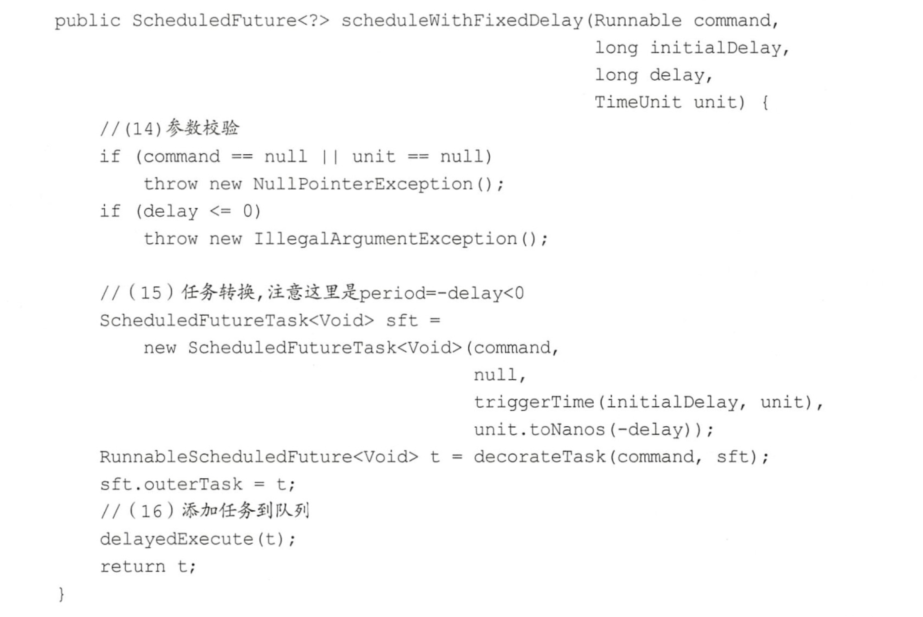 public ScheduledFuture<?> scheduleWithFixedDelay(Runnable command,
                                                 long initialDelay,
                                                 long delay,
                                                 TimeUnit unit) {
    //(14)参数校验
    if (command == null || unit == null)
        throw new NullPointerException();
    if (delay <= 0)
        throw new IllegalArgumentException();

    //（15）任务转换,注意这里是period=-delay<0
    ScheduledFutureTask<Void> sft =
        new ScheduledFutureTask<Void>(command,
                                      null,
                                      triggerTime(initialDelay, unit),
                                      unit.toNanos(-delay));
    RunnableScheduledFuture<Void> t = decorateTask(command, sft);
    sft.outerTask = t;
    //（16）添加任务到队列
    delayedExecute(t);
    return t;
}